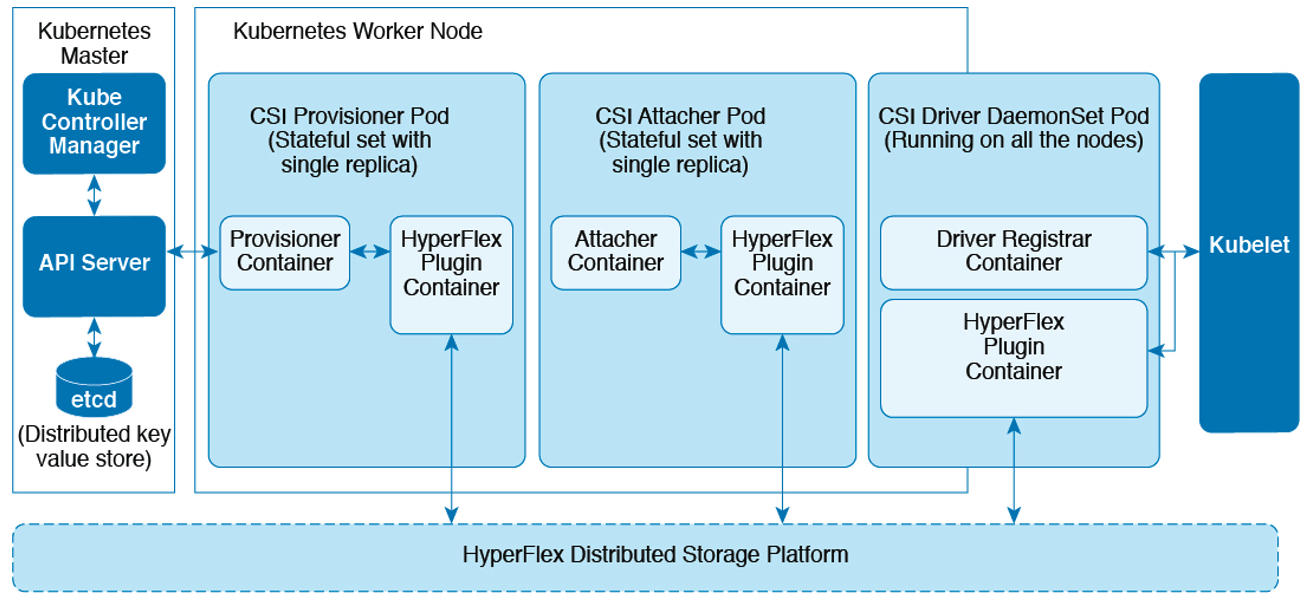 Kubernetes
Master
Kube
Controller
Manager
API Server
etcd
(Distributed key
value store)
Kubernetes Worker Node
CSI Provisioner Pod
(Stateful set with
single replica)
Provisioner
Container
HyperFlex
Plugin
Container
CSI Attacher Pod
(Stateful set with
single replica)
Attacher
Container
HyperFlex
Plugin
Container
CSI Driver DaemonSet Pod
(Running on all the nodes)
Driver Registrar
Container
HyperFlex
Plugin
Container
Kubelet
HyperFlex Distributed Storage Platform